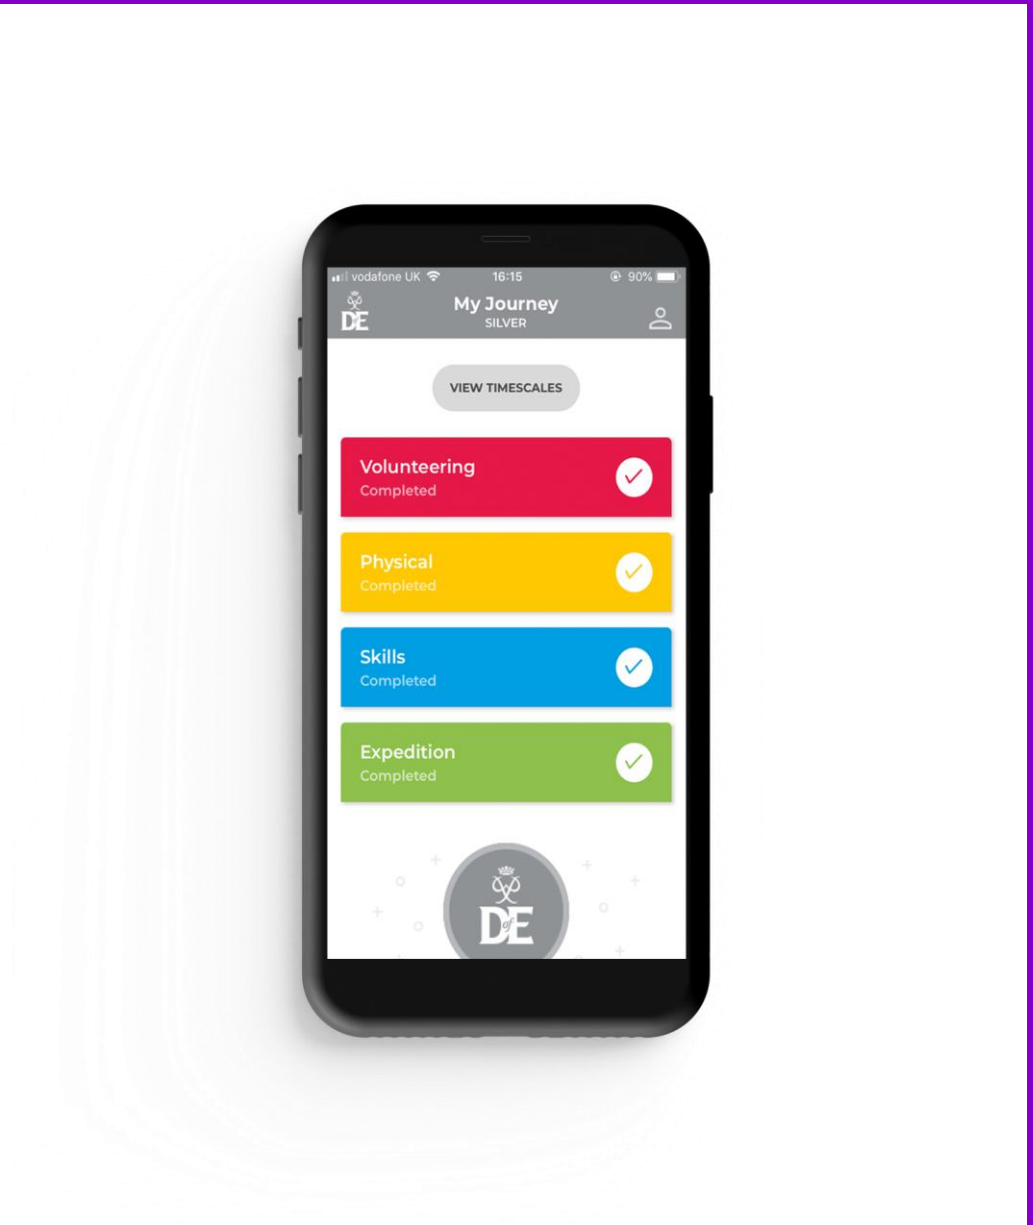 vodafone UK 16:15 90%
DofE
My Journey
SILVER
VIEW TIMESCALES
Volunteering
Completed
Physical
Completed
Skills
Completed
Expedition
Completed
DofE